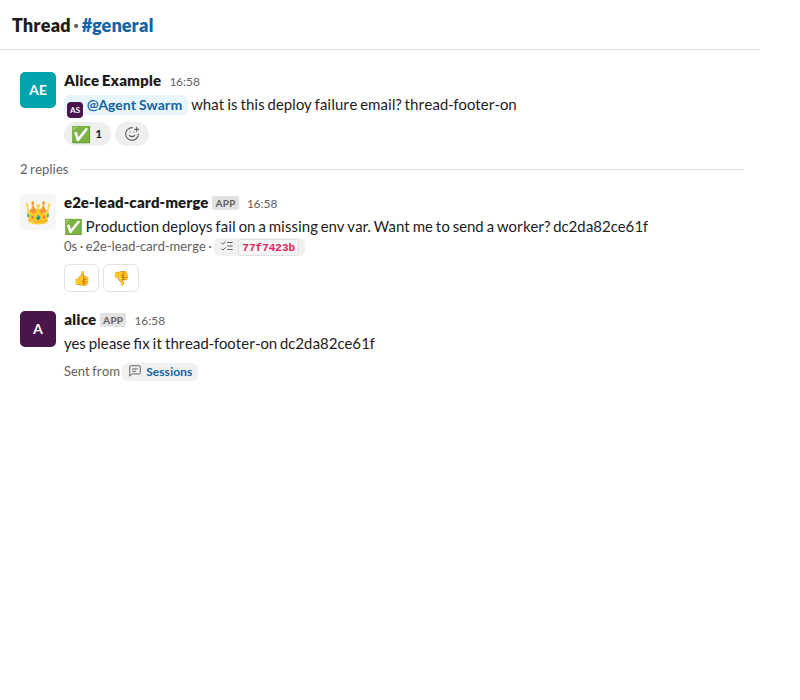 Thread • #general
AE
Alice Example 16:58
AS @Agent Swarm what is this deploy failure email? thread-footer-on
1
2 replies
e2e-lead-card-merge APP 16:58
Production deploys fail on a missing env var. Want me to send a worker? dc2da82ce61f
0s · e2e-lead-card-merge · 77f7423b
A
alice APP 16:58
yes please fix it thread-footer-on dc2da82ce61f
Sent from Sessions